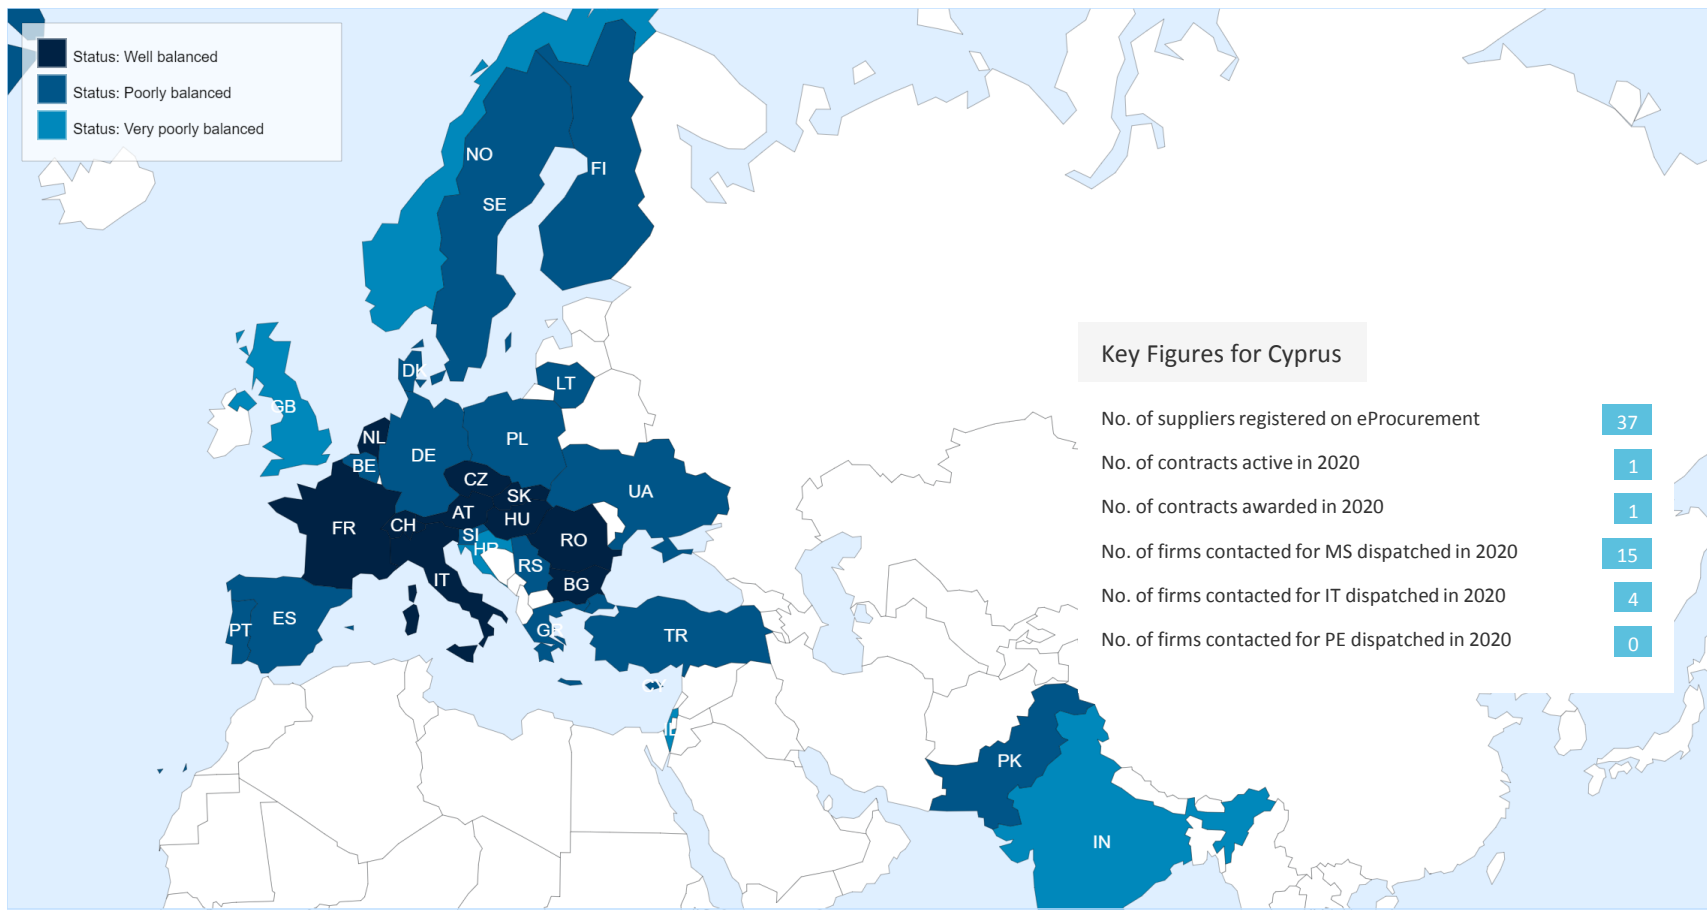 Status: Well balanced
Status: Poorly balanced
Status: Very poorly balanced
NO
FI
SE
DK
LT
GB
NL
PL
BE
DE
CZ
UA
SK
AT
HU
FR
CH
SI
RO
HR
RS
IT
BG
ES
PT
GR
TR
CY
IL
PK
IN
Key Figures for Cyprus
No. of suppliers registered on eProcurement 37
No. of contracts active in 2020 1
No. of contracts awarded in 2020 1
No. of firms contacted for MS dispatched in 2020 15
No. of firms contacted for IT dispatched in 2020 4
No. of firms contacted for PE dispatched in 2020 0